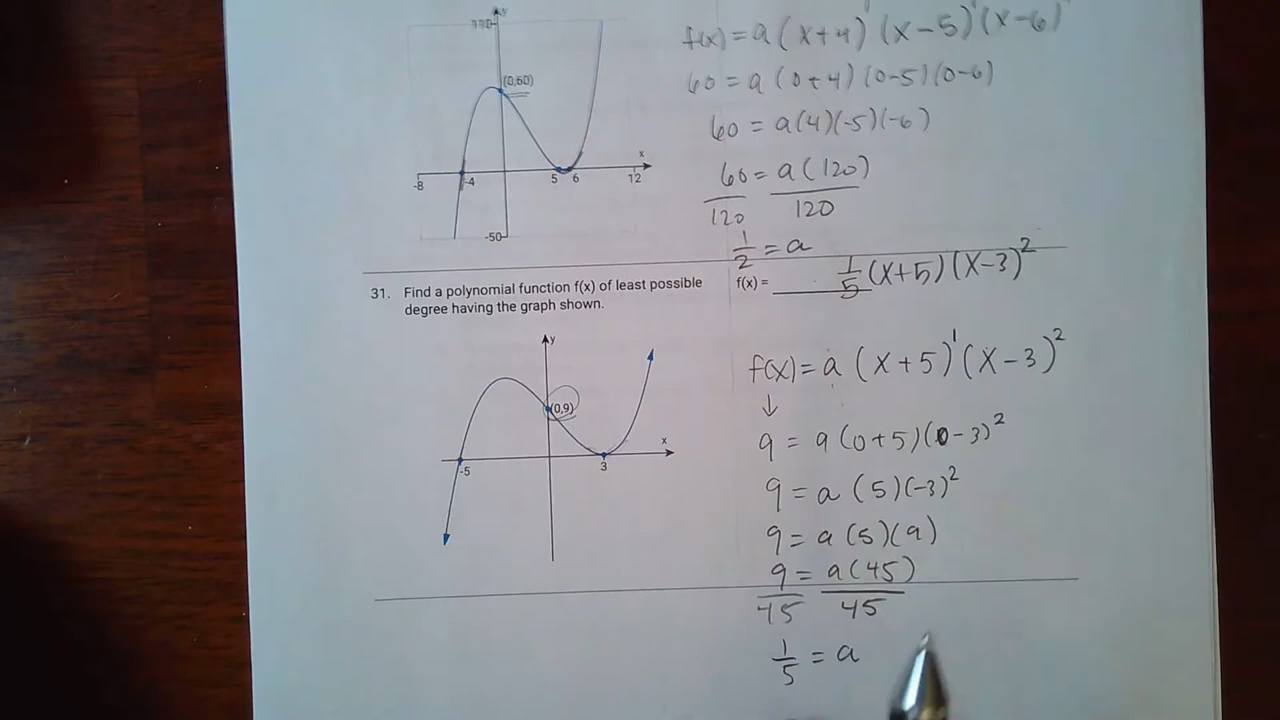 y
(0,60)
x
-8
-4
5
6
12
-50
f(x) = a(x+4)¹(x-5)¹(x-6)¹
60 = a(0+4)(0-5)(0-6)
60 = a(4)(-5)(-6)
60 = a(120)
120 120
1/2 = a
31. Find a polynomial function f(x) of least possible
degree having the graph shown.
f(x) = 1/5(x+5)(x-3)²
y
(0,9)
x
-5
3
f(x) = a(x+5)¹(x-3)²
↓
9 = a(0+5)(0-3)²
9 = a(5)(-3)²
9 = a(5)(9)
9 = a(45)
45 45
1/5 = a